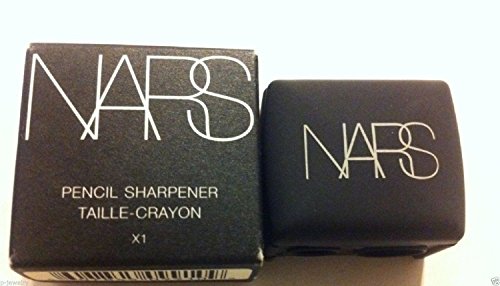 NARS
PENCIL SHARPENER
TAILLE-CRAYON
X1
NARS